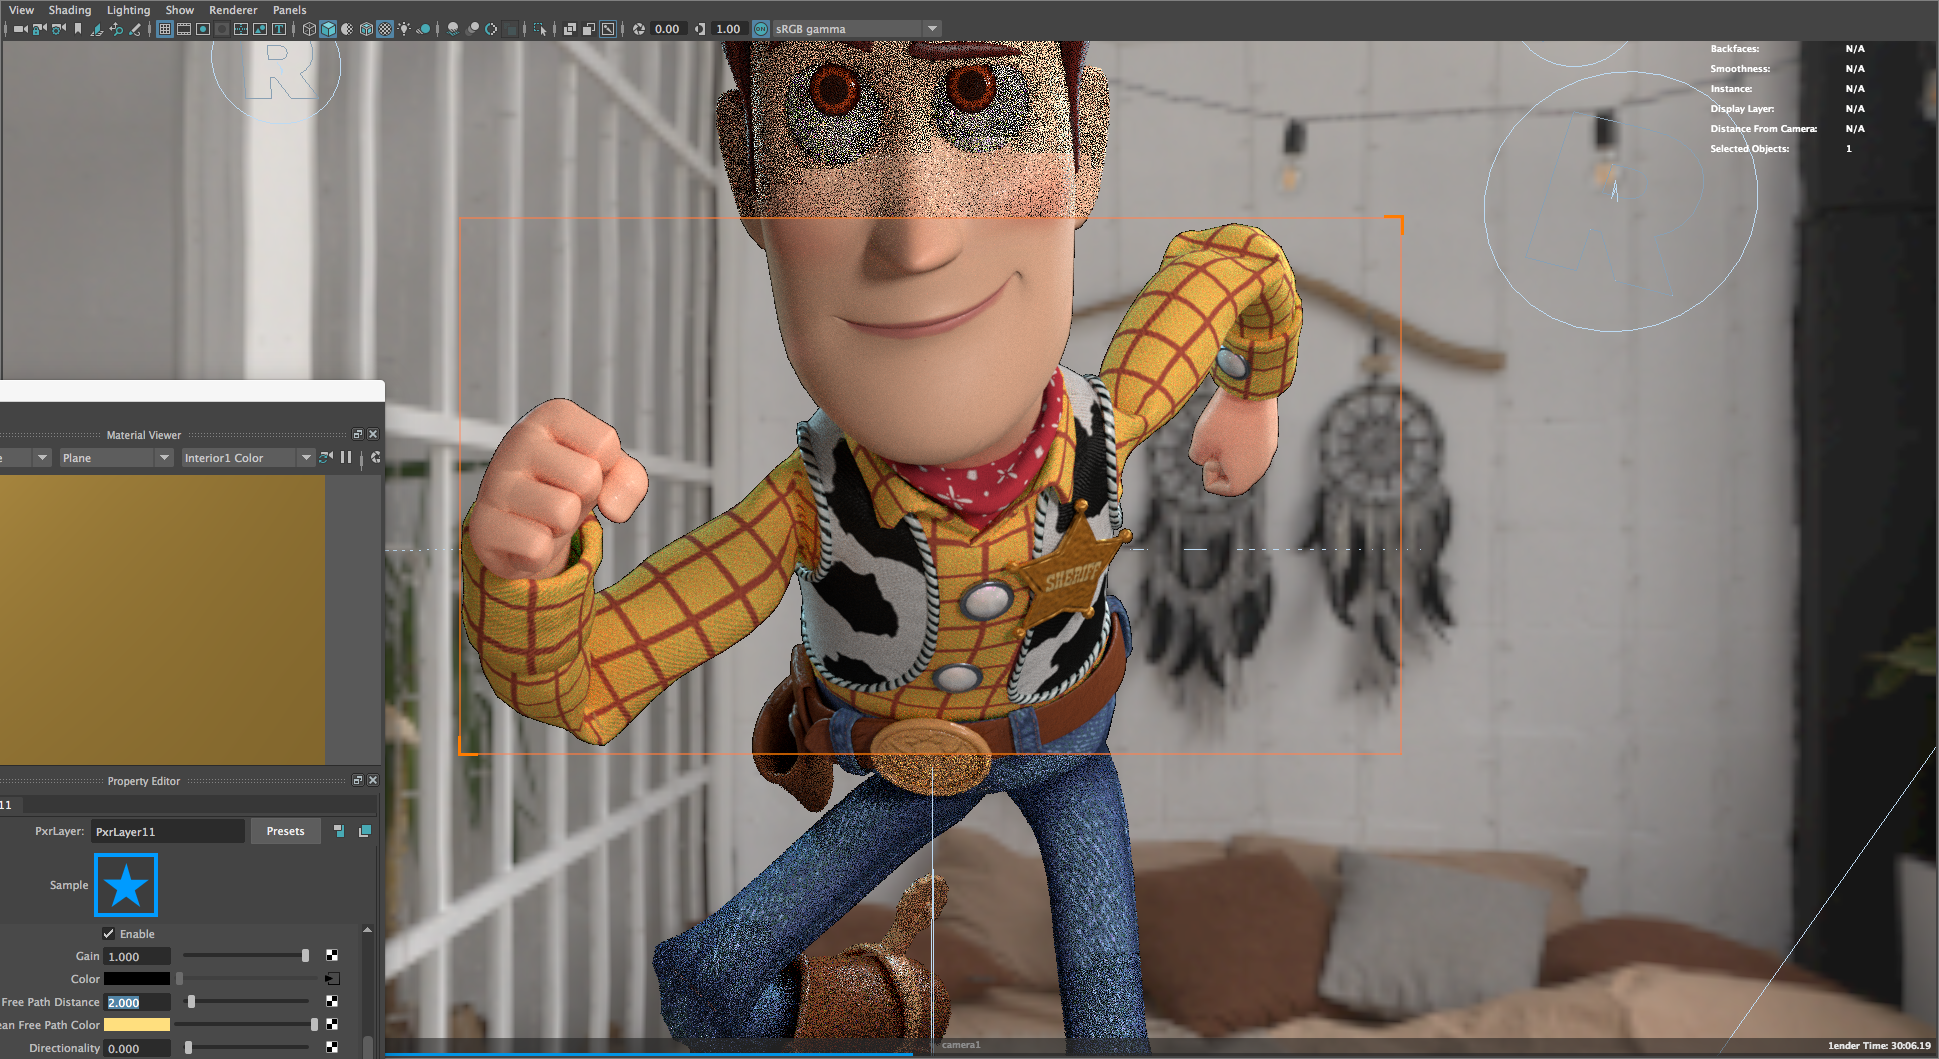 View Shading Lighting Show Renderer Panels
0.00 1.00 ON sRGB gamma
R
Backfaces: N/A
Smoothness: N/A
Instance: N/A
Display Layer: N/A
Distance From Camera: N/A
Selected Objects: 1
Material Viewer
e Plane Interior1 Color
SHERIFF
Property Editor
11
PxrLayer: PxrLayer11 Presets
Sample
Enable
Gain 1.000
Color
Free Path Distance 2.000
ean Free Path Color
Directionality 0.000
camera1
1ender Time: 30:06.19